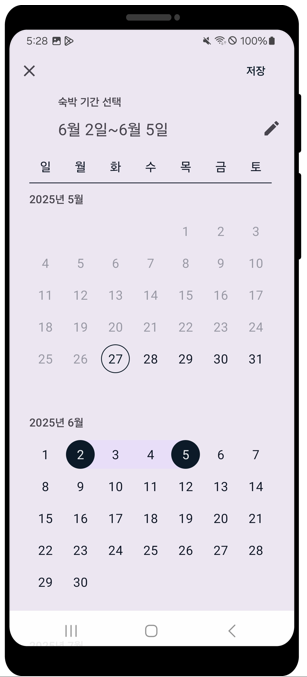 5:28 100%
저장
숙박 기간 선택
6월 2일~6월 5일
일 월 화 수 목 금 토
2025년 5월
1 2 3
4 5 6 7 8 9 10
11 12 13 14 15 16 17
18 19 20 21 22 23 24
25 26 27 28 29 30 31
2025년 6월
1 2 3 4 5 6 7
8 9 10 11 12 13 14
15 16 17 18 19 20 21
22 23 24 25 26 27 28
29 30